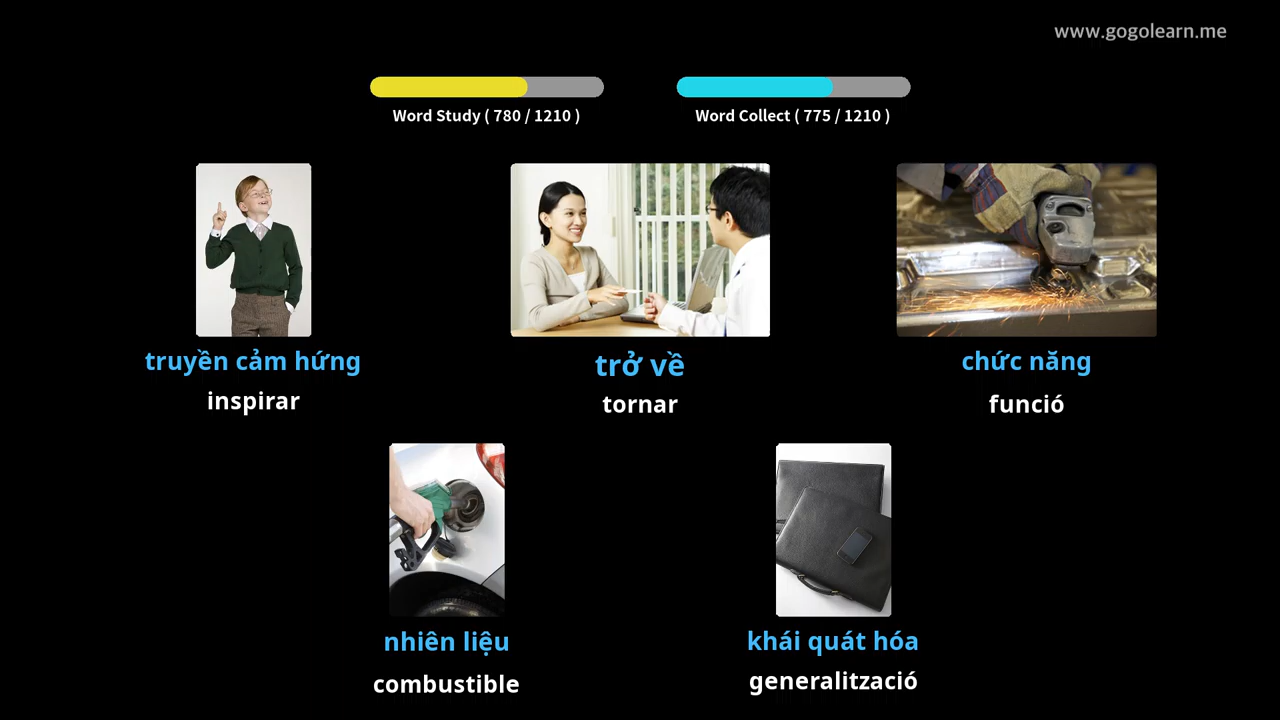 www.gogolearn.me
Word Study ( 780 / 1210 )
Word Collect ( 775 / 1210 )
truyền cảm hứng
inspirar
trở về
tornar
chức năng
funció
nhiên liệu
combustible
khái quát hóa
generalització